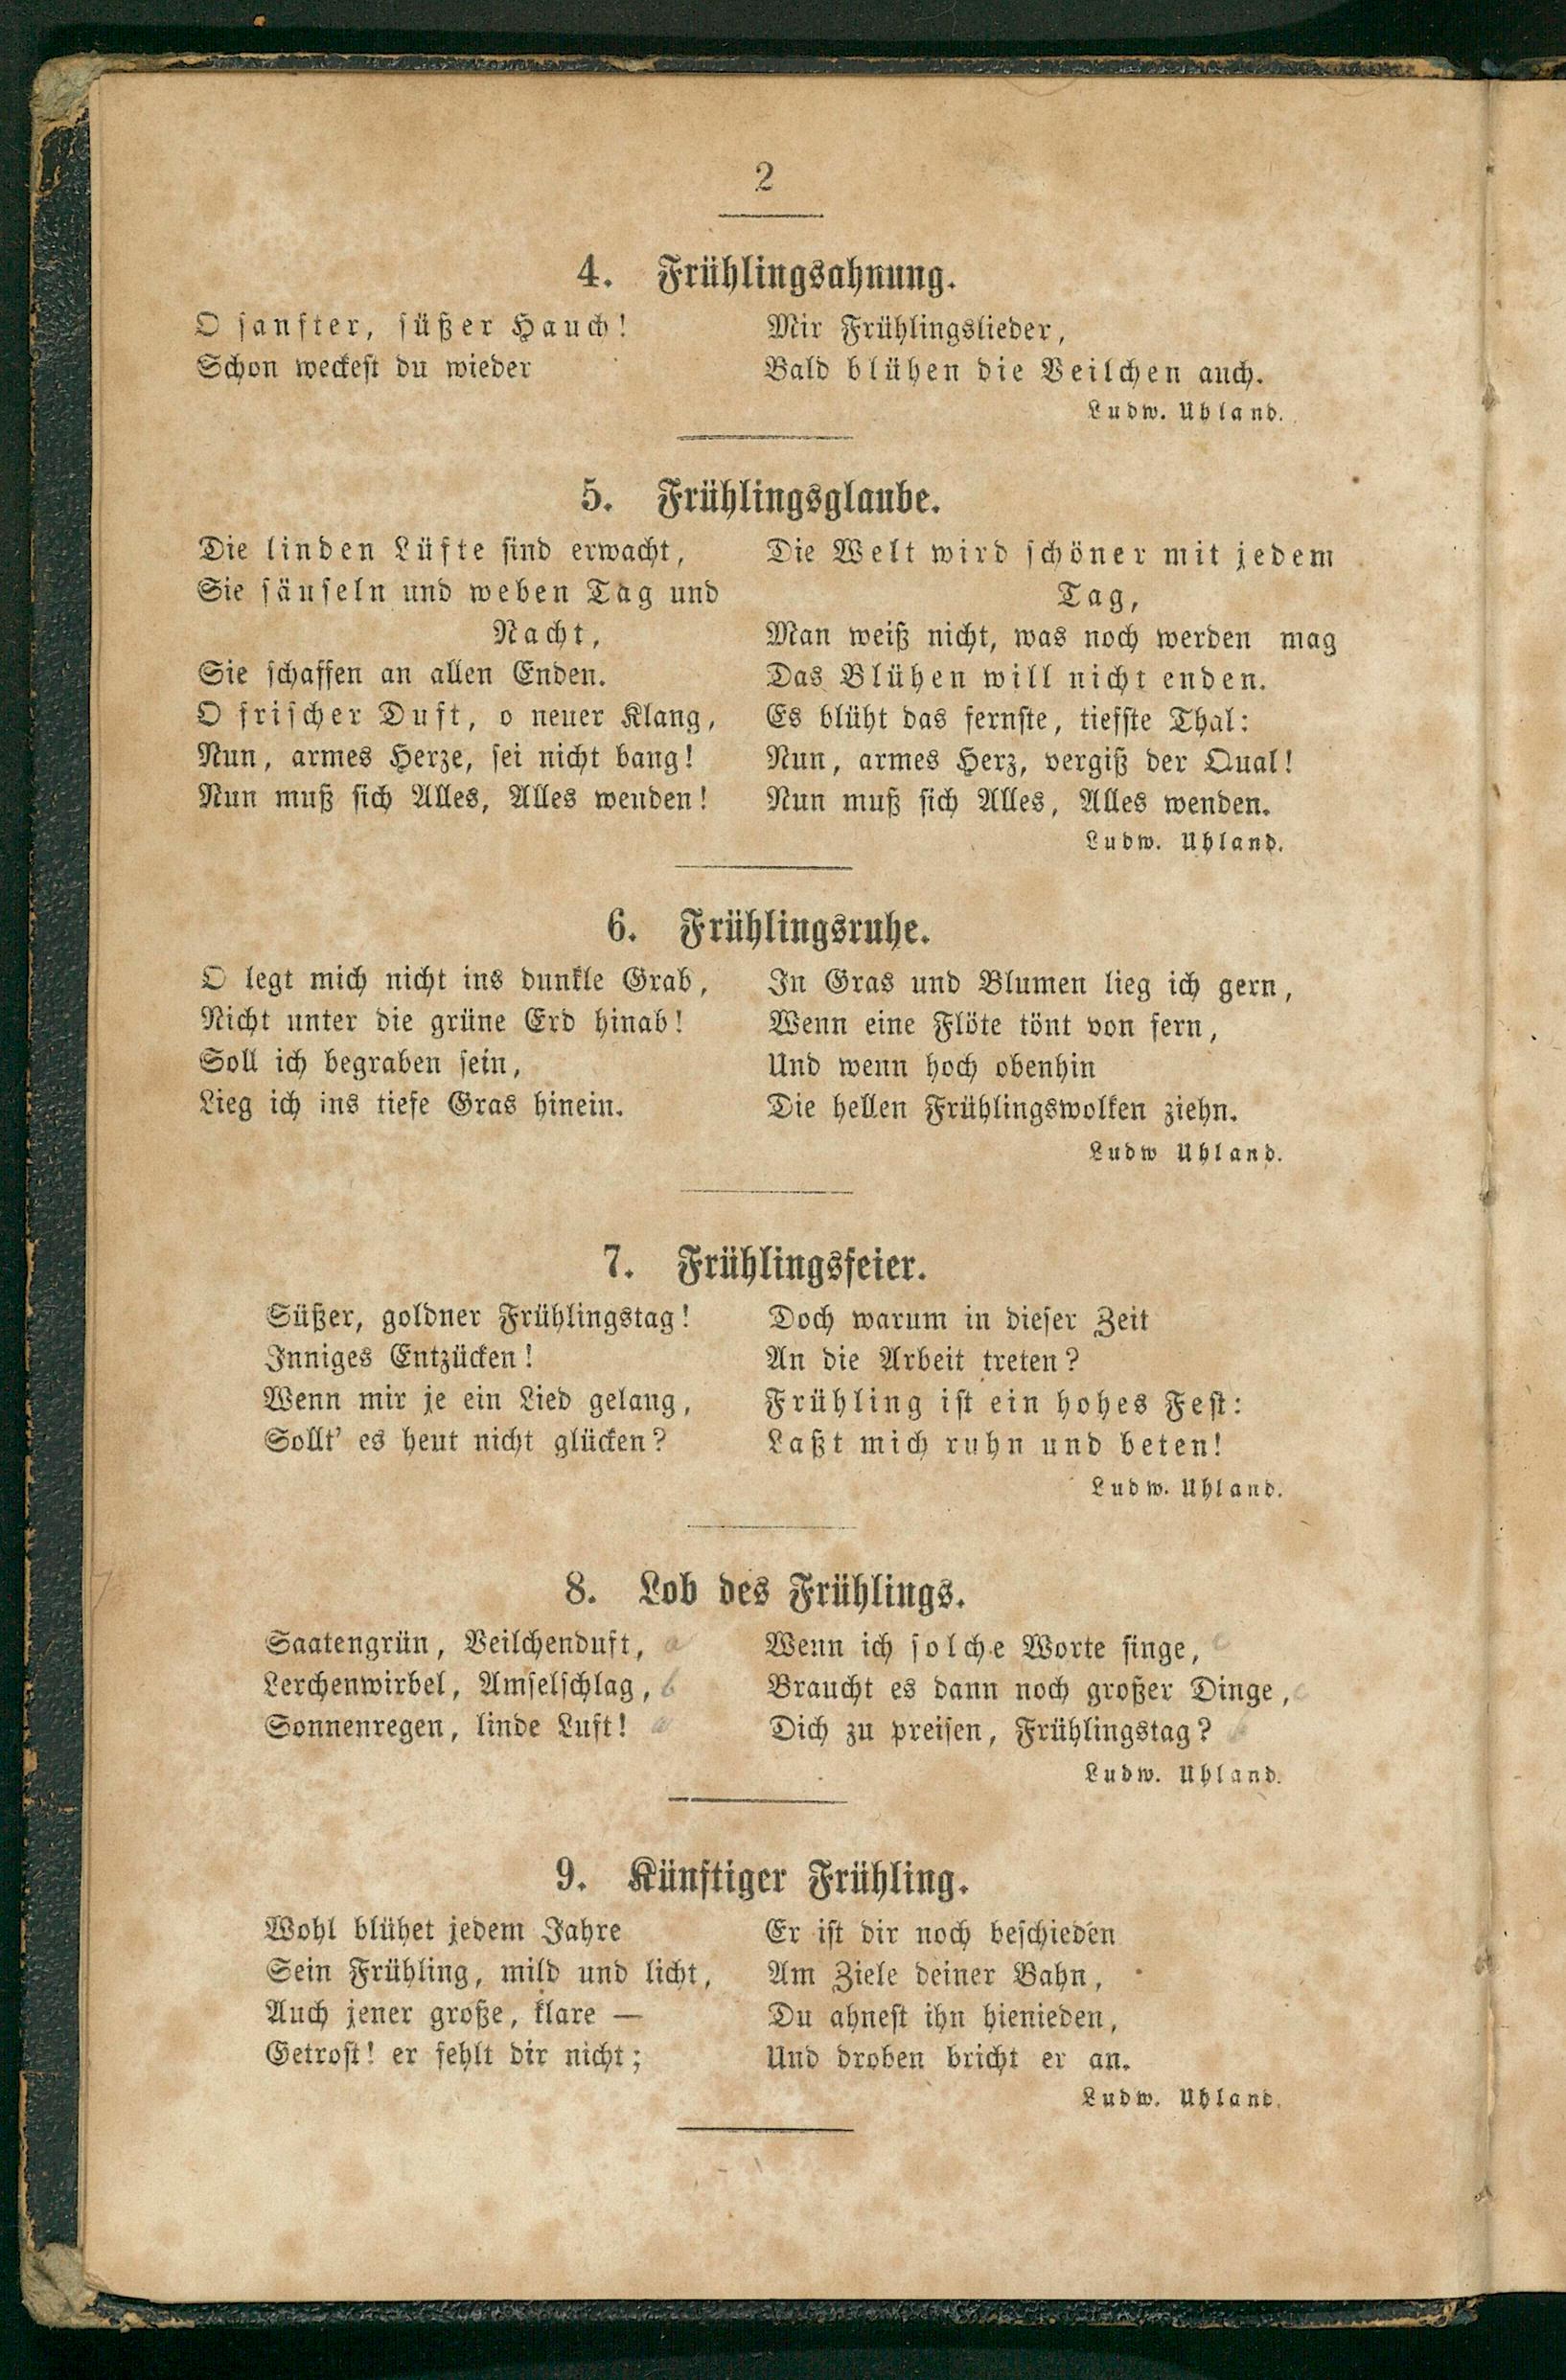 2
4. Frühlingsahnung.
O sanfter, süßer Hauch!
Schon weckest du wieder
Mir Frühlingslieder,
Bald blühen die Veilchen auch.
Ludw. Uhland.
5. Frühlingsglaube.
Die linden Lüfte sind erwacht,
Sie säuseln und weben Tag und
Nacht,
Sie schaffen an allen Enden.
O frischer Duft, o neuer Klang,
Nun, armes Herze, sei nicht bang!
Nun muß sich Alles, Alles wenden!
Die Welt wird schöner mit jedem
Tag,
Man weiß nicht, was noch werden mag
Das Blühen will nicht enden.
Es blüht das fernste, tiefste Thal:
Nun, armes Herz, vergiß der Qual!
Nun muß sich Alles, Alles wenden.
Ludw. Uhland.
6. Frühlingsruhe.
O legt mich nicht ins dunkle Grab,
Nicht unter die grüne Erd hinab!
Soll ich begraben sein,
Lieg ich ins tiefe Gras hinein.
In Gras und Blumen lieg ich gern,
Wenn eine Flöte tönt von fern,
Und wenn hoch obenhin
Die hellen Frühlingswolken ziehn.
Ludw Uhland.
7. Frühlingsfeier.
Süßer, goldner Frühlingstag!
Inniges Entzücken!
Wenn mir je ein Lied gelang,
Sollt' es heut nicht glücken?
Doch warum in dieser Zeit
An die Arbeit treten?
Frühling ist ein hohes Fest:
Laßt mich ruhn und beten!
Ludw. Uhland.
8. Lob des Frühlings.
Saatengrün, Veilchenduft, a
Lerchenwirbel, Amselschlag, b
Sonnenregen, linde Luft! a
Wenn ich solche Worte singe, c
Braucht es dann noch großer Dinge, c
Dich zu preisen, Frühlingstag?
Ludw. Uhland.
9. Künftiger Frühling.
Wohl blühet jedem Jahre
Sein Frühling, mild und licht,
Auch jener große, klare —
Getrost! er fehlt dir nicht;
Er ist dir noch beschieden
Am Ziele deiner Bahn,
Du ahnest ihn hienieden,
Und droben bricht er an.
Ludw. Uhland.